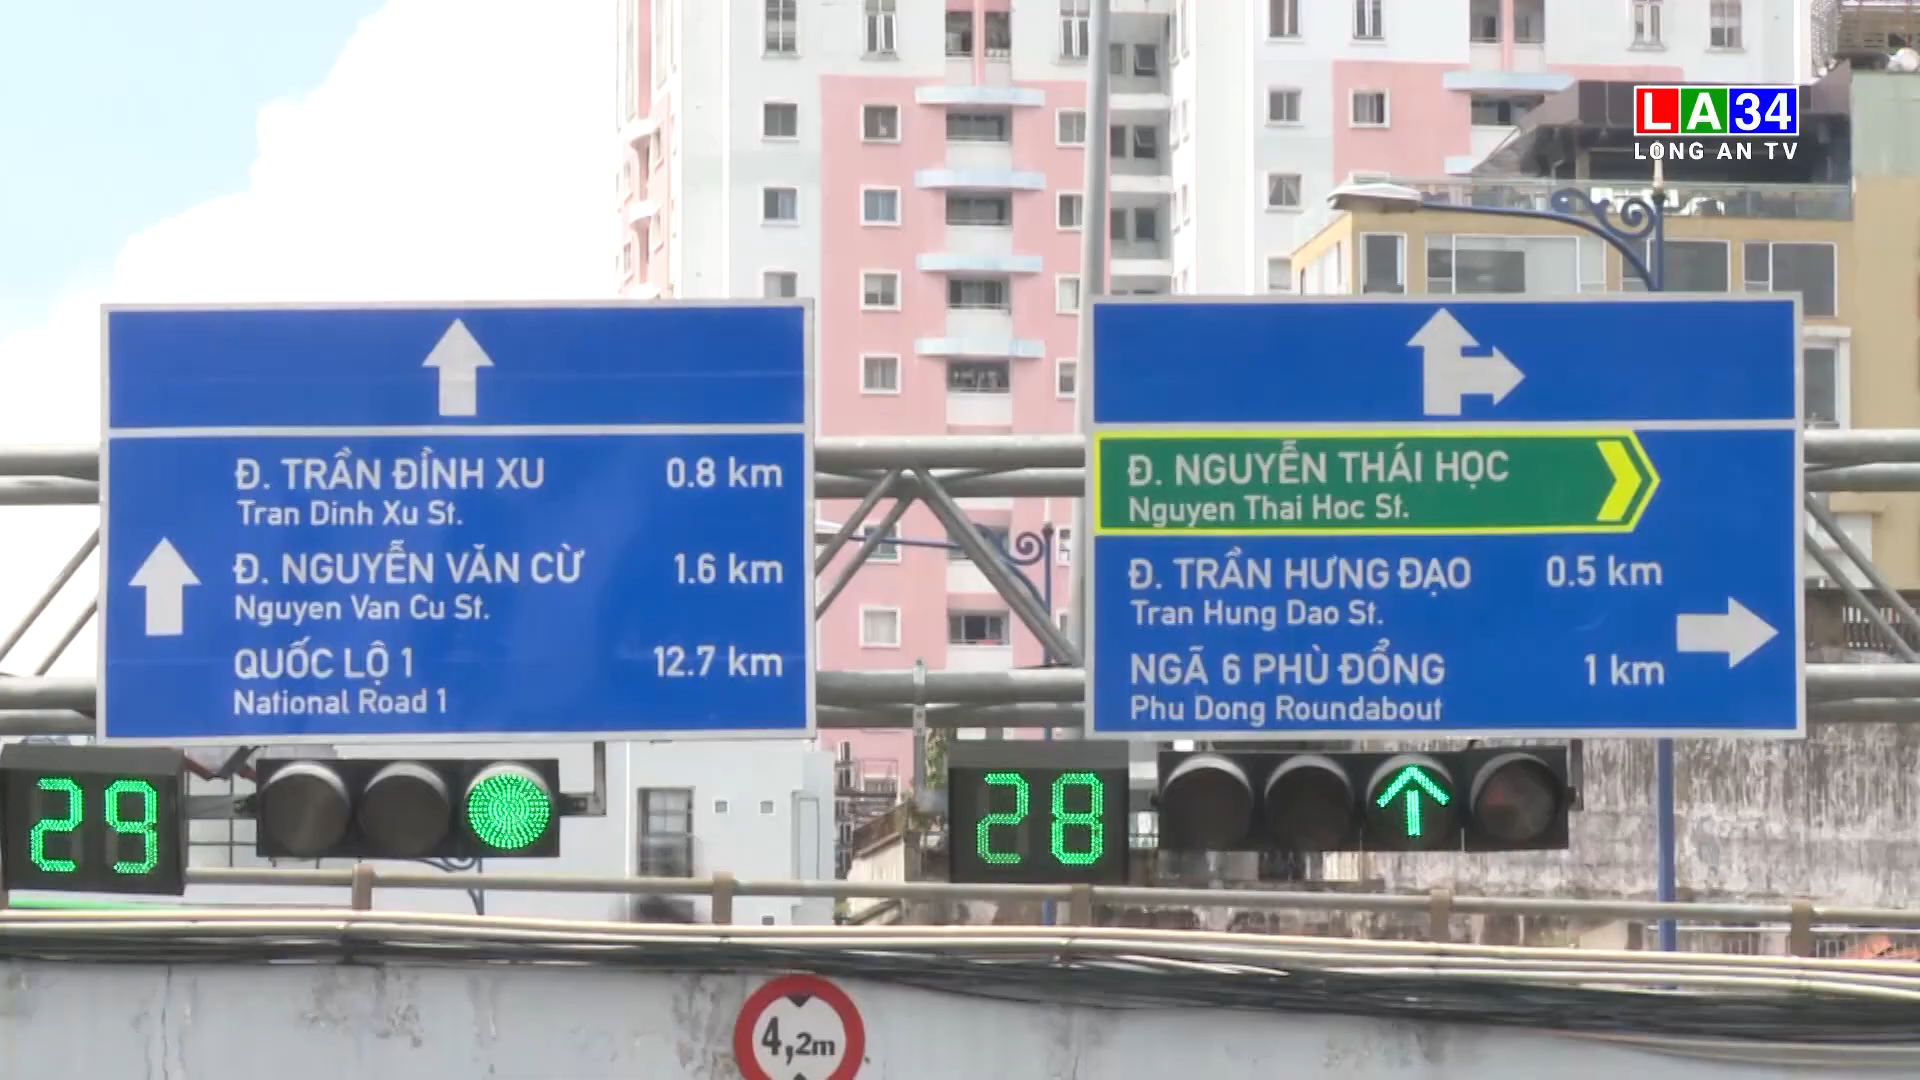 LA34
LONG AN TV
Đ. TRẦN ĐÌNH XU 0.8 km
Tran Dinh Xu St.
Đ. NGUYỄN VĂN CỪ 1.6 km
Nguyen Van Cu St.
QUỐC LỘ 1 12.7 km
National Road 1
Đ. NGUYỄN THÁI HỌC
Nguyen Thai Hoc St.
Đ. TRẦN HƯNG ĐẠO 0.5 km
Tran Hung Dao St.
NGÃ 6 PHÙ ĐỔNG 1 km
Phu Dong Roundabout
29
28
4,2m